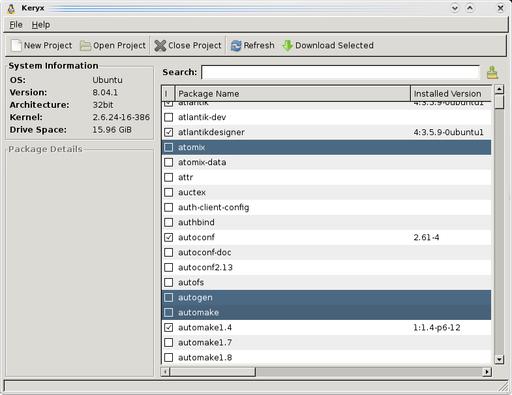 Keryx
File Help
New Project Open Project Close Project Refresh Download Selected
System Information
OS: Ubuntu
Version: 8.04.1
Architecture: 32bit
Kernel: 2.6.24-16-386
Drive Space: 15.96 GiB
Package Details
Search:
I Package Name Installed Version
atlantik 4:3.5.9-0ubuntu1
atlantik-dev
atlantikdesigner 4:3.5.9-0ubuntu1
atomix
atomix-data
attr
auctex
auth-client-config
authbind
autoconf 2.61-4
autoconf-doc
autoconf2.13
autofs
autogen
automake
automake1.4 1:1.4-p6-12
automake1.7
automake1.8